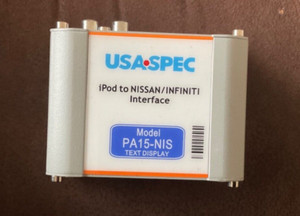 USA SPEC
iPod to NISSAN/INFINITI
Interface
Model
PA15-NIS
TEXT DISPLAY